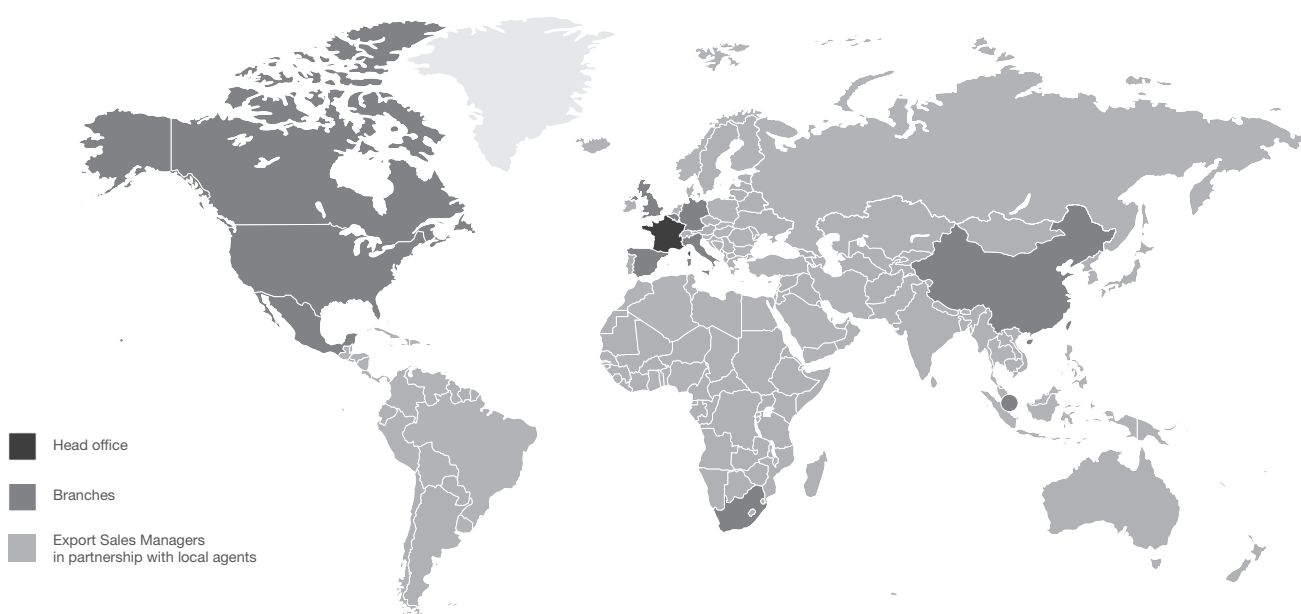 Head office
Branches
Export Sales Managers
in partnership with local agents